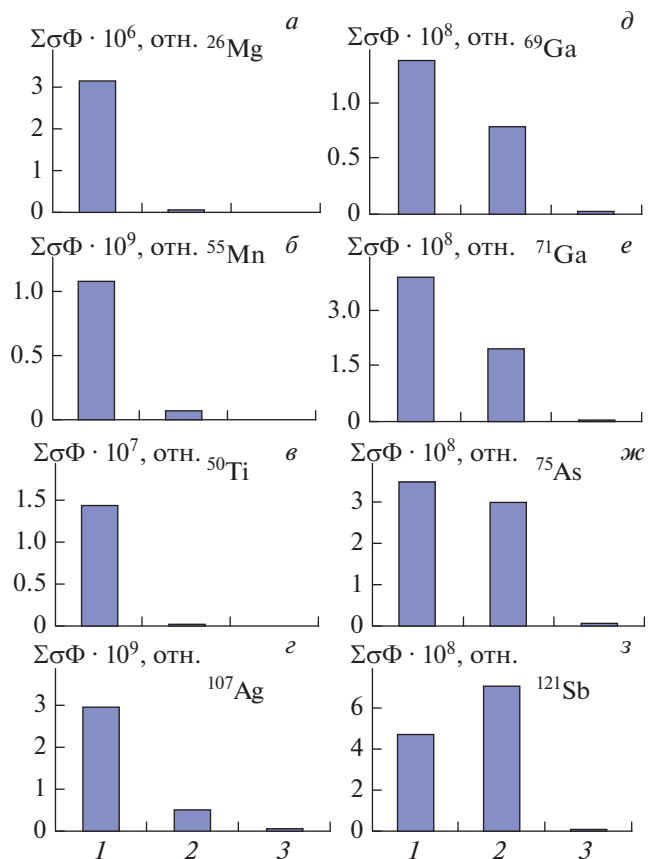 ΣσΦ · 10⁶, отн. ²⁶Mg а
3
2
1
0
ΣσΦ · 10⁸, отн. ⁶⁹Ga д
1.0
0.5
0
ΣσΦ · 10⁹, отн. ⁵⁵Mn б
1.0
0.5
0
ΣσΦ · 10⁸, отн. ⁷¹Ga е
3.0
1.5
0
ΣσΦ · 10⁷, отн. ⁵⁰Ti в
1.5
0.5
0
ΣσΦ · 10⁸, отн. ⁷⁵As ж
3
2
1
0
ΣσΦ · 10⁹, отн. ¹⁰⁷Ag г
3
2
1
0
1 2 3
ΣσΦ · 10⁸, отн. ¹²¹Sb з
6
4
2
0
1 2 3